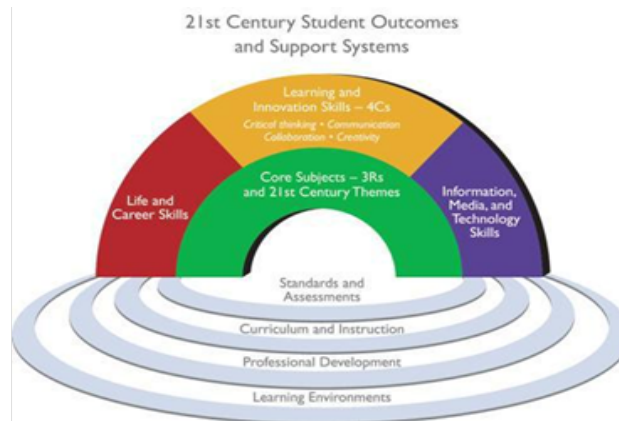 21st Century Student Outcomes
and Support Systems
Learning and
Innovation Skills – 4Cs
Critical thinking • Communication
Collaboration • Creativity
Core Subjects – 3Rs
and 21st Century Themes
Life and
Career Skills
Information,
Media, and
Technology
Skills
Standards and
Assessments
Curriculum and Instruction
Professional Development
Learning Environments